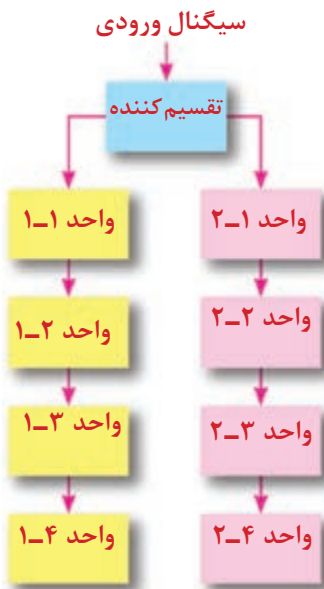 سیگنال ورودی
تقسیم‌کننده
واحد ۱ـ۲
واحد ۱ـ۱
واحد ۲ـ۲
واحد ۲ـ۱
واحد ۳ـ۲
واحد ۳ـ۱
واحد ۴ـ۲
واحد ۴ـ۱